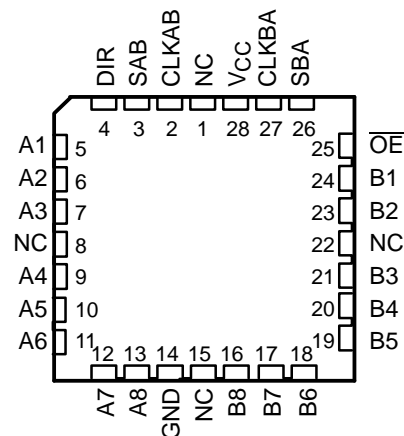 DIR SAB CLKAB NC VCC CLKBA SBA
4 3 2 1 28 27 26
A1 5 25 OE
A2 6 24 B1
A3 7 23 B2
NC 8 22 NC
A4 9 21 B3
A5 10 20 B4
A6 11 19 B5
12 13 14 15 16 17 18
A7 A8 GND NC B8 B7 B6